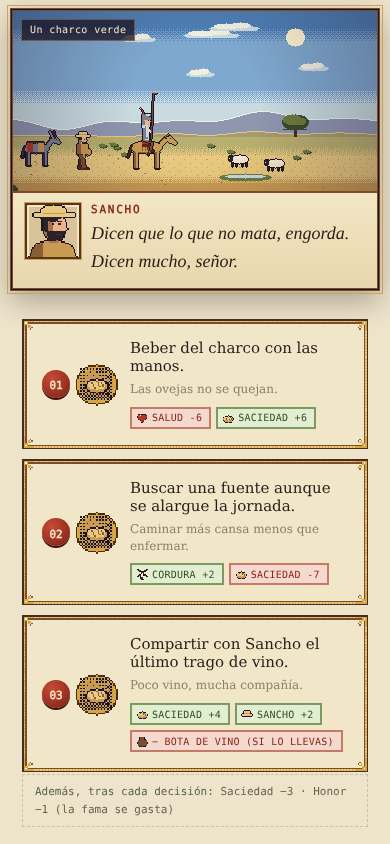 Un charco verde
SANCHO
Dicen que lo que no mata, engorda.
Dicen mucho, señor.
01
Beber del charco con las
manos.
Las ovejas no se quejan.
SALUD -6
SACIEDAD +6
02
Buscar una fuente aunque
se alargue la jornada.
Caminar más cansa menos que
enfermar.
CORDURA +2
SACIEDAD -7
03
Compartir con Sancho el
último trago de vino.
Poco vino, mucha compañía.
SACIEDAD +4
SANCHO +2
— BOTA DE VINO (SI LO LLEVAS)
Además, tras cada decisión: Saciedad −3 · Honor
−1 (la fama se gasta)